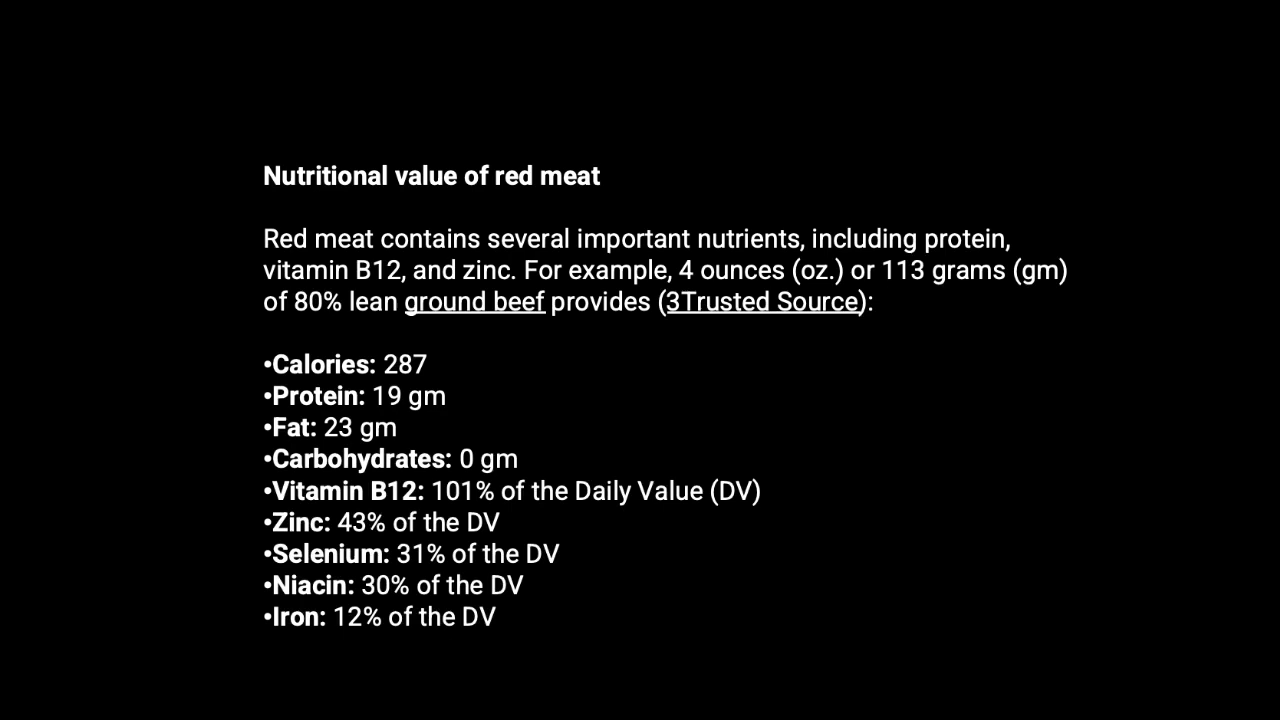 Nutritional value of red meat
Red meat contains several important nutrients, including protein,
vitamin B12, and zinc. For example, 4 ounces (oz.) or 113 grams (gm)
of 80% lean ground beef provides (3Trusted Source):
•Calories: 287
•Protein: 19 gm
•Fat: 23 gm
•Carbohydrates: 0 gm
•Vitamin B12: 101% of the Daily Value (DV)
•Zinc: 43% of the DV
•Selenium: 31% of the DV
•Niacin: 30% of the DV
•Iron: 12% of the DV